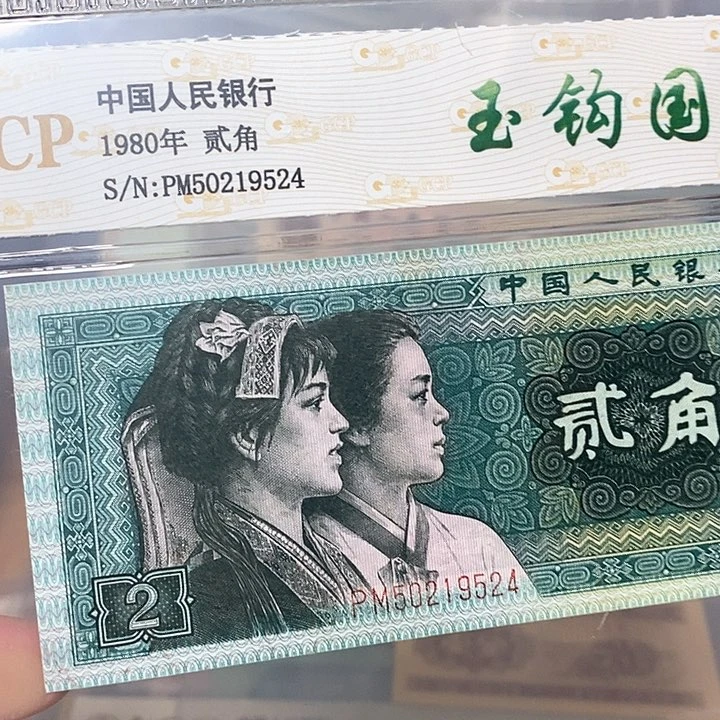 CP
中国人民银行
1980年 贰角
S/N:PM50219524
玉钩国
中国人民银
贰角
PM50219524
2